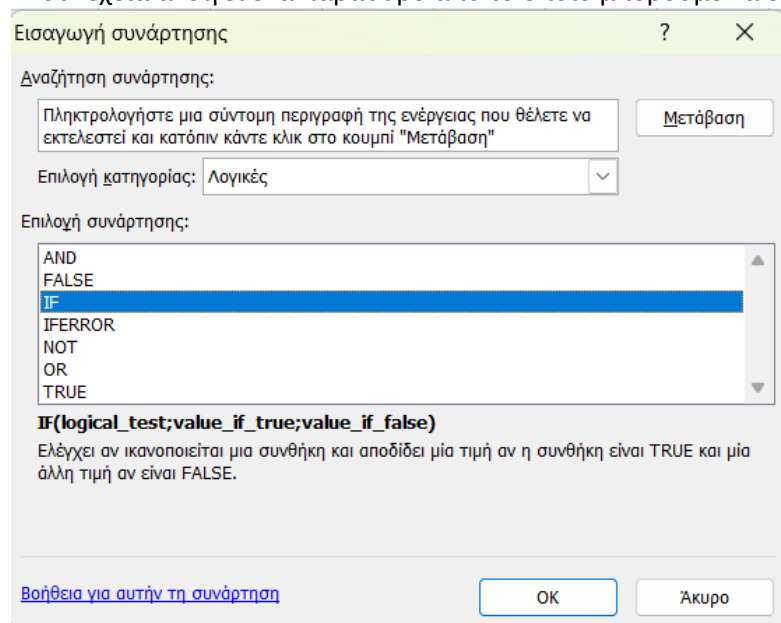 Εισαγωγή συνάρτησης ? ×
Αναζήτηση συνάρτησης:
Πληκτρολογήστε μια σύντομη περιγραφή της ενέργειας που θέλετε να
εκτελεστεί και κατόπιν κάντε κλικ στο κουμπί "Μετάβαση"
Μετάβαση
Επιλογή κατηγορίας: Λογικές
Επιλογή συνάρτησης:
AND
FALSE
IF
IFERROR
NOT
OR
TRUE
IF(logical_test;value_if_true;value_if_false)
Ελέγχει αν ικανοποιείται μια συνθήκη και αποδίδει μία τιμή αν η συνθήκη είναι TRUE και μία
άλλη τιμή αν είναι FALSE.
Βοήθεια για αυτήν τη συνάρτηση
OK Άκυρο